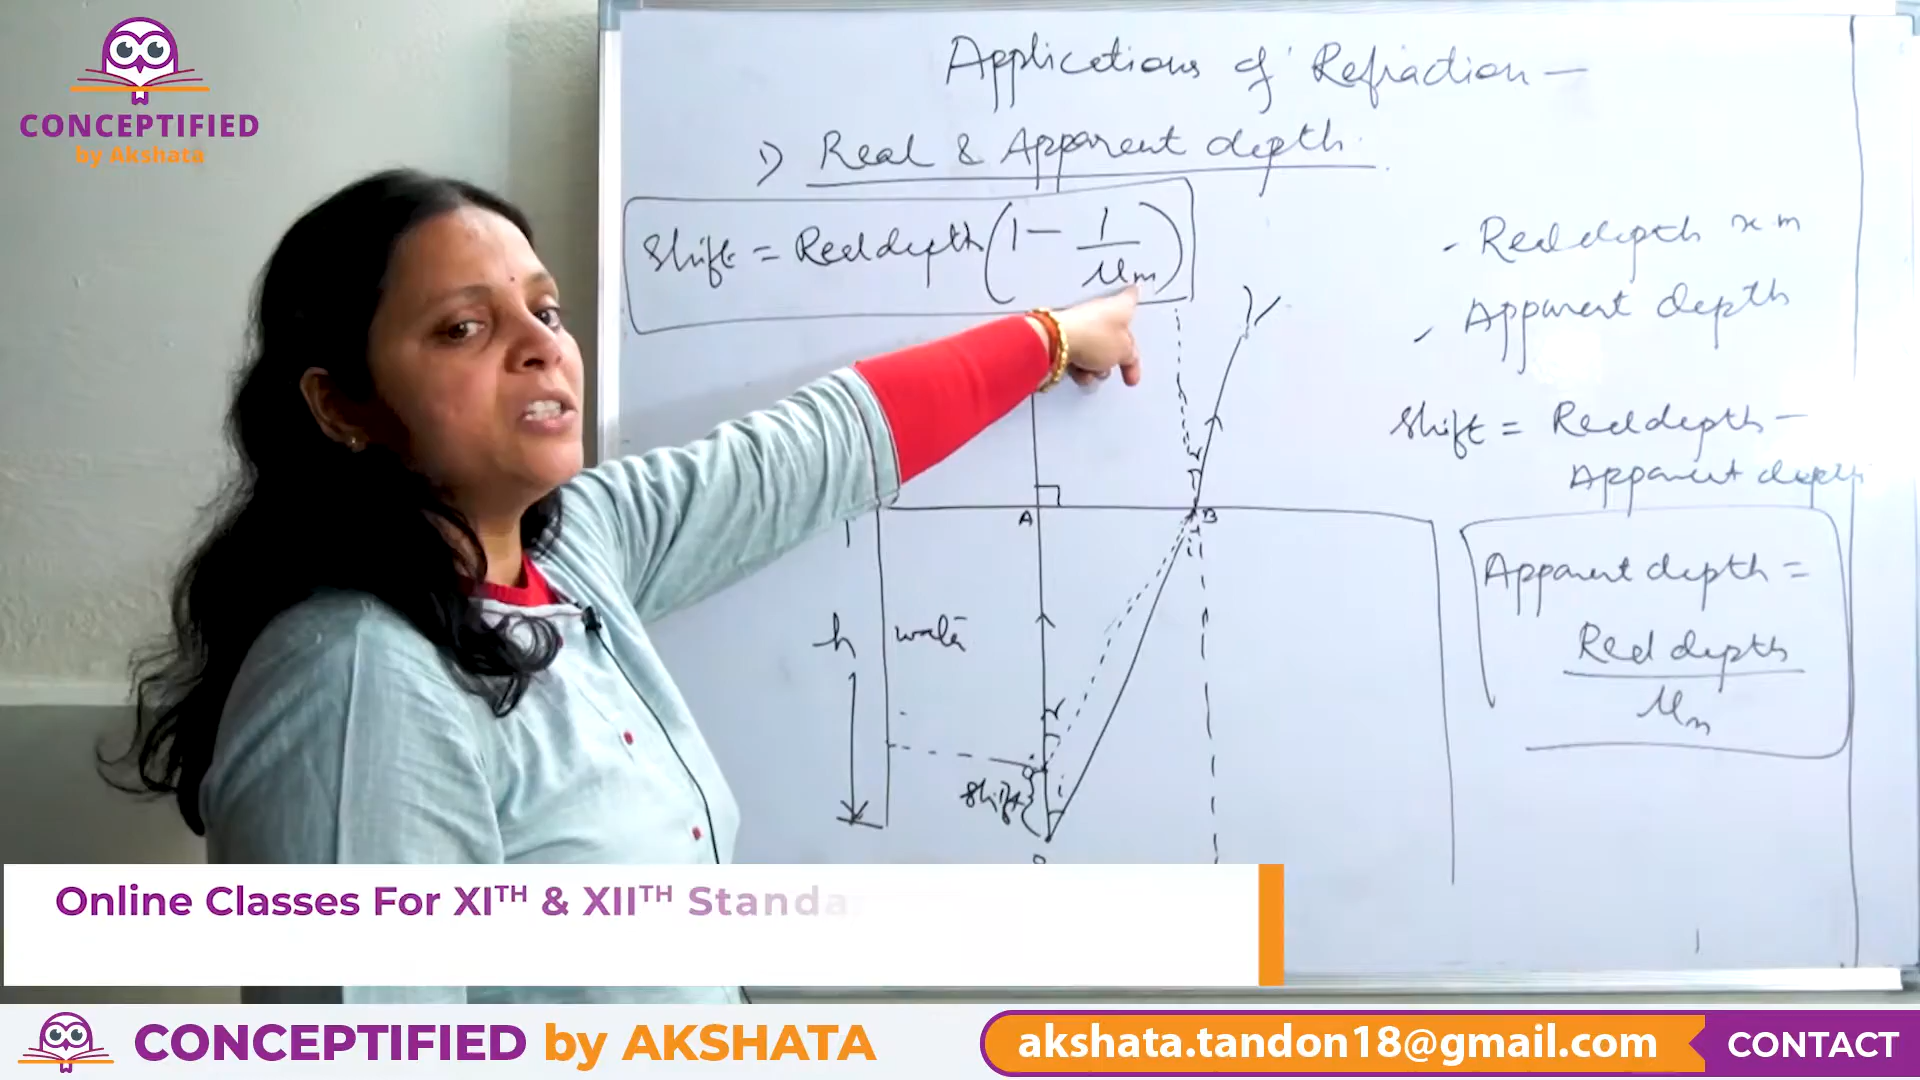 CONCEPTIFIED
by Akshata
Applications of Refraction —
1) Real & Apparent depth.
Shift = Real depth (1 - 1/μm)
- Real depth x m
- Apparent depth
Shift = Real depth -
Apparent depth
Apparent depth =
Real depth
μm
A
B
r
i
h
water
r
shift
i
Online Classes For XITH & XIITH Standa
CONCEPTIFIED by AKSHATA
akshata.tandon18@gmail.com
CONTACT